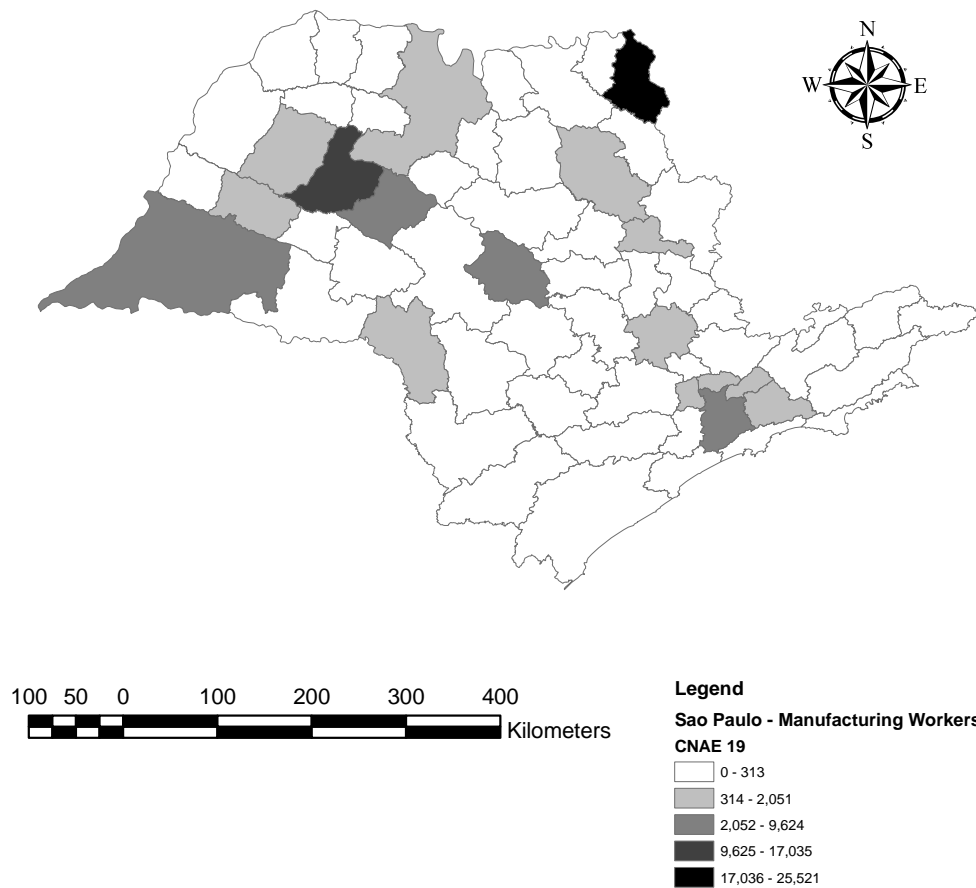 N
W E
S
100 50 0 100 200 300 400
Kilometers
Legend
Sao Paulo - Manufacturing Workers
CNAE 19
0 - 313
314 - 2,051
2,052 - 9,624
9,625 - 17,035
17,036 - 25,521